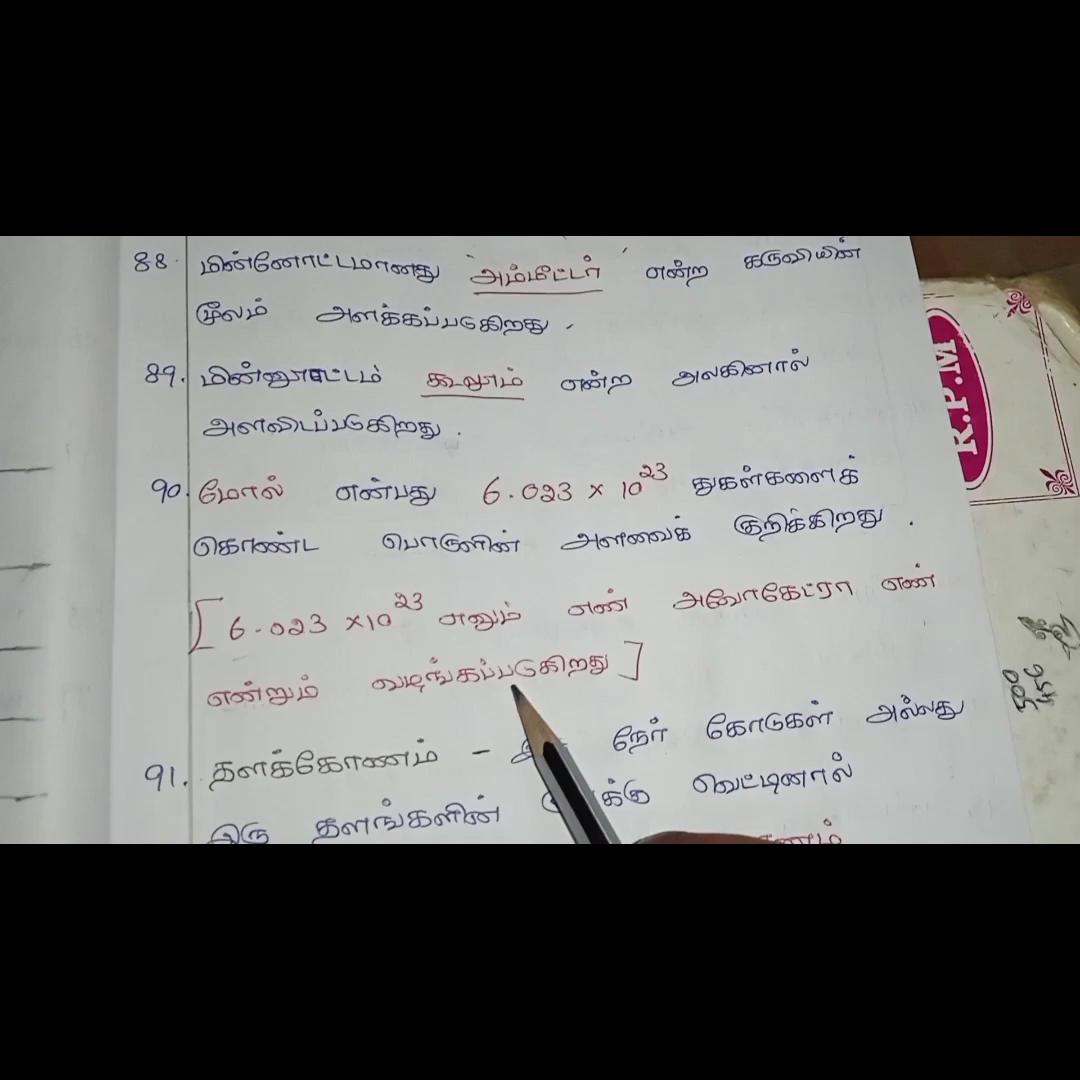 88. மின்னோட்டமானது அம்மீட்டர் என்ற கருவியின்
மூலம் அளக்கப்படுகிறது.
89. மின்னூட்டம் கூலூம் என்ற அலகினால்
அளவிடப்படுகிறது.
90. மோல் என்பது 6.023 × 10²³ துகள்களைக்
கொண்ட பொருளின் அளவைக் குறிக்கிறது.
[6.023 ×10²³ எனும் எண் அவோகேட்ரா எண்
என்றும் வழங்கப்படுகிறது]
91. தளக்கோணம் - நேர் கோடுகள் அல்லது
இரு தளங்களின் வெட்டினால்
R.P.M